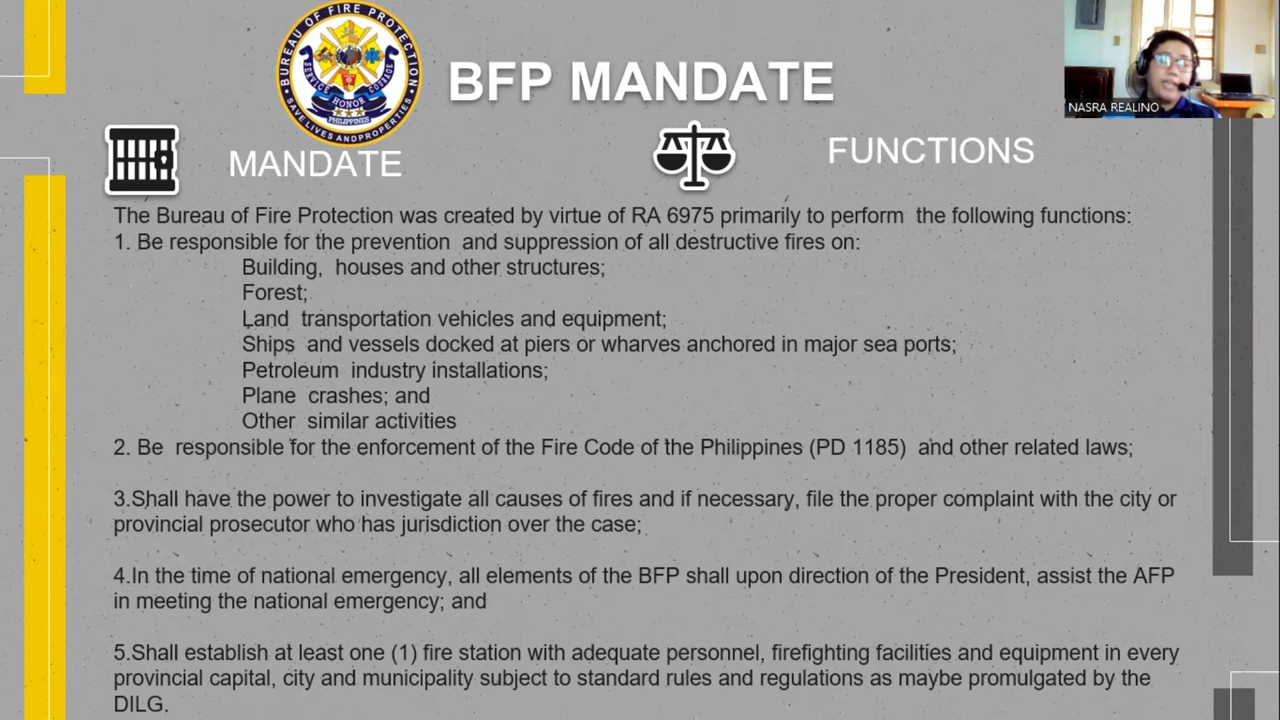 BUREAU OF FIRE PROTECTION
SERVICE HONOR COURAGE
PHILIPPINES
SAVE LIVES AND PROPERTIES
BFP MANDATE
NASRA REALINO
MANDATE
FUNCTIONS
The Bureau of Fire Protection was created by virtue of RA 6975 primarily to perform the following functions:
1. Be responsible for the prevention and suppression of all destructive fires on:
Building, houses and other structures;
Forest;
Land transportation vehicles and equipment;
Ships and vessels docked at piers or wharves anchored in major sea ports;
Petroleum industry installations;
Plane crashes; and
Other similar activities
2. Be responsible for the enforcement of the Fire Code of the Philippines (PD 1185) and other related laws;
3.Shall have the power to investigate all causes of fires and if necessary, file the proper complaint with the city or
provincial prosecutor who has jurisdiction over the case;
4.In the time of national emergency, all elements of the BFP shall upon direction of the President, assist the AFP
in meeting the national emergency; and
5.Shall establish at least one (1) fire station with adequate personnel, firefighting facilities and equipment in every
provincial capital, city and municipality subject to standard rules and regulations as maybe promulgated by the
DILG.